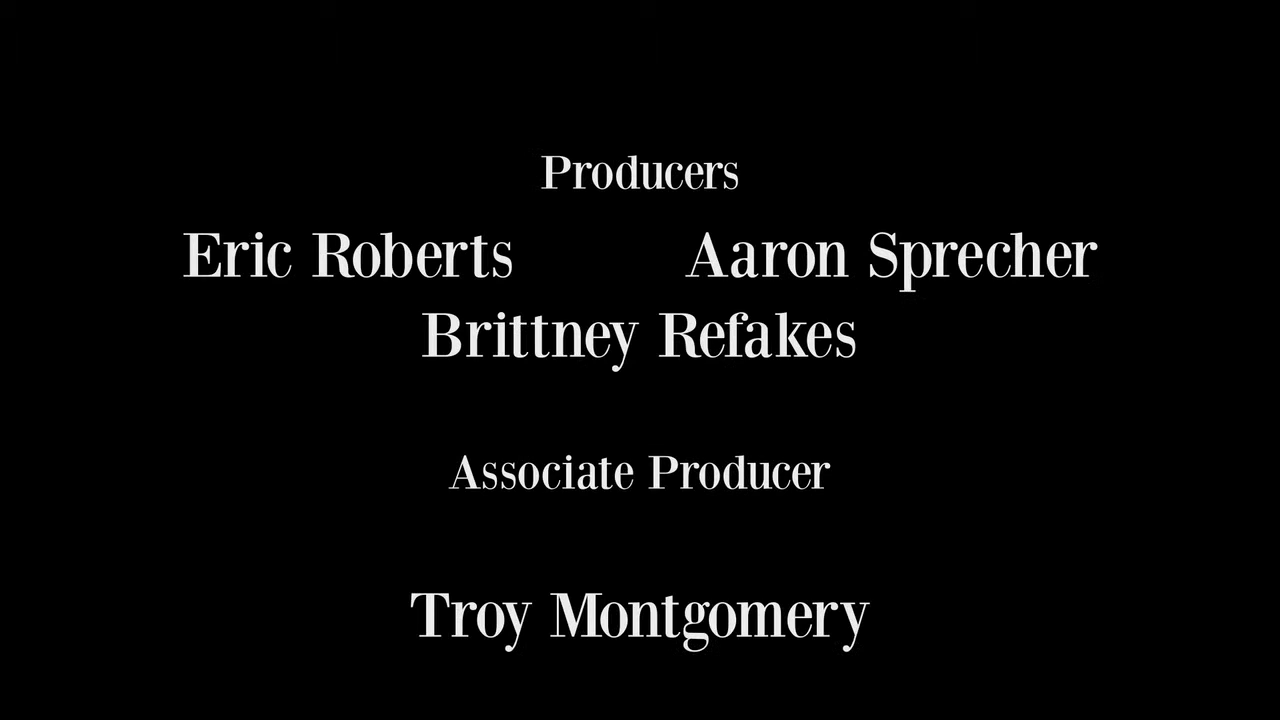 Producers
Eric Roberts Aaron Sprecher
Brittney Refakes
Associate Producer
Troy Montgomery